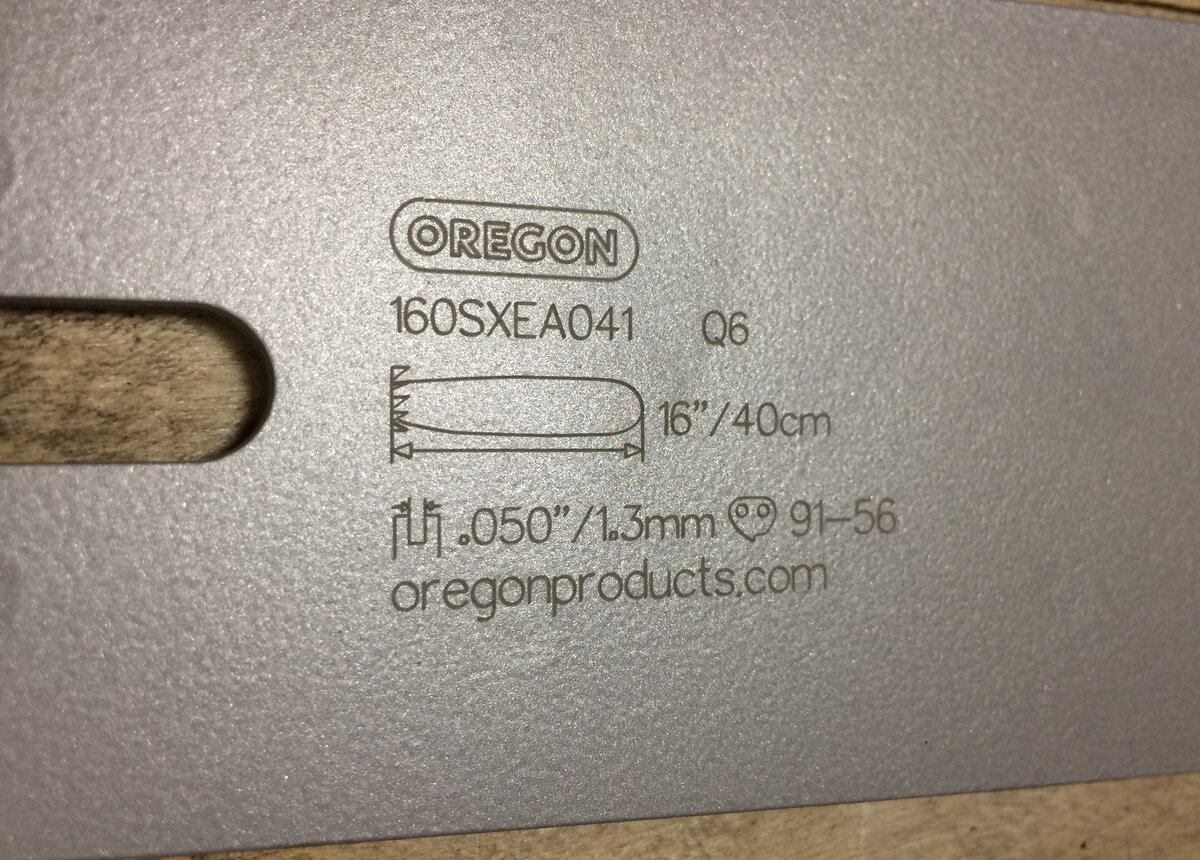 OREGON
160SXEA041 Q6
16”/40cm
.050”/1.3mm 91-56
oregonproducts.com